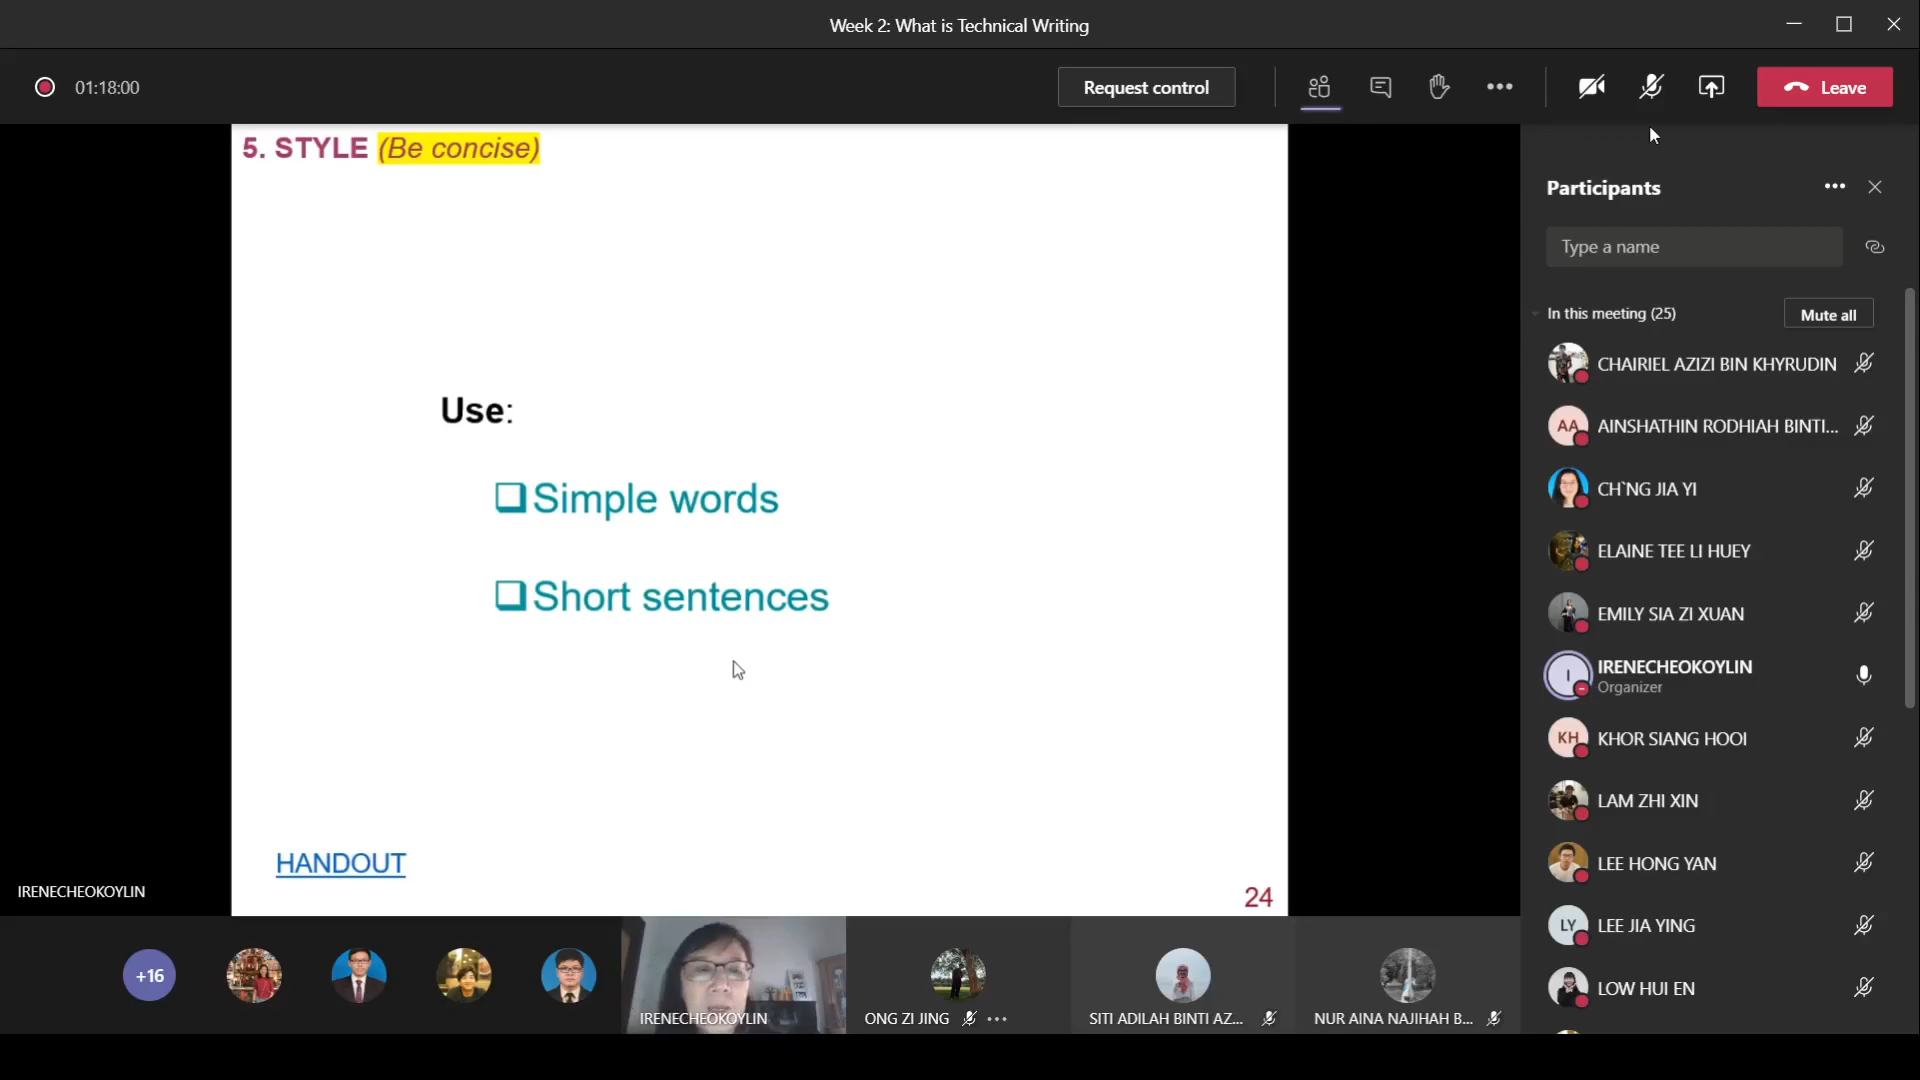 Week 2: What is Technical Writing
01:18:00
Request control
Leave
5. STYLE (Be concise)
Use:
Simple words
Short sentences
HANDOUT
24
IRENECHEOKOYLIN
Participants
Type a name
In this meeting (25)
Mute all
CHAIRIEL AZIZI BIN KHYRUDIN
AA
AINSHATHIN RODHIAH BINTI...
CH`NG JIA YI
ELAINE TEE LI HUEY
EMILY SIA ZI XUAN
I
IRENECHEOKOYLIN
Organizer
KH
KHOR SIANG HOOI
LAM ZHI XIN
LEE HONG YAN
LY
LEE JIA YING
LOW HUI EN
+16
IRENECHEOKOYLIN
ONG ZI JING
SITI ADILAH BINTI AZ...
NUR AINA NAJIHAH B...